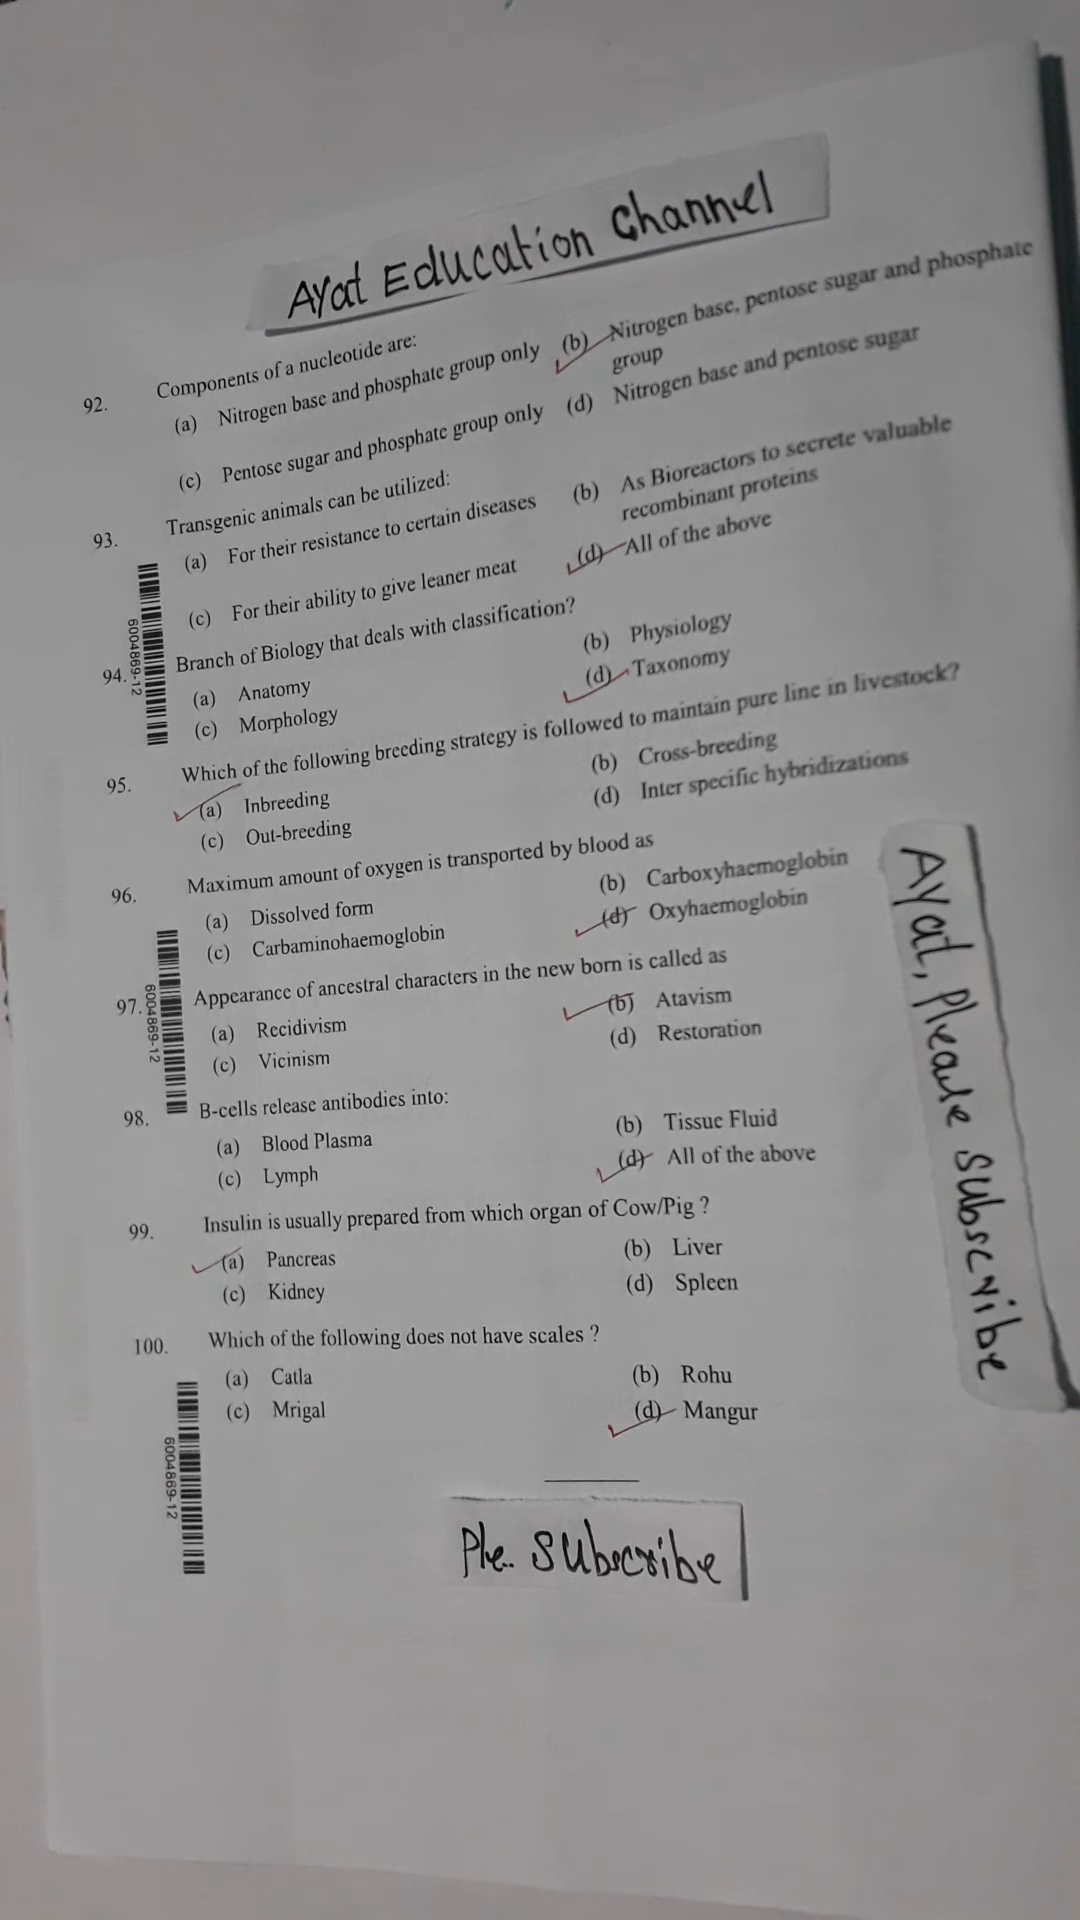 Ayat Education Channel
92. Components of a nucleotide are:
(a) Nitrogen base and phosphate group only (b) Nitrogen base, pentose sugar and phosphate
group
(c) Pentose sugar and phosphate group only (d) Nitrogen base and pentose sugar
93. Transgenic animals can be utilized:
(a) For their resistance to certain diseases (b) As Bioreactors to secrete valuable
recombinant proteins
(c) For their ability to give leaner meat (d) All of the above
94. Branch of Biology that deals with classification?
(a) Anatomy (b) Physiology
(c) Morphology (d) Taxonomy
95. Which of the following breeding strategy is followed to maintain pure line in livestock?
(a) Inbreeding (b) Cross-breeding
(c) Out-breeding (d) Inter specific hybridizations
96. Maximum amount of oxygen is transported by blood as
(a) Dissolved form (b) Carboxyhaemoglobin
(c) Carbaminohaemoglobin (d) Oxyhaemoglobin
97. Appearance of ancestral characters in the new born is called as
(a) Recidivism (b) Atavism
(c) Vicinism (d) Restoration
98. B-cells release antibodies into:
(a) Blood Plasma (b) Tissue Fluid
(c) Lymph (d) All of the above
99. Insulin is usually prepared from which organ of Cow/Pig ?
(a) Pancreas (b) Liver
(c) Kidney (d) Spleen
100. Which of the following does not have scales ?
(a) Catla (b) Rohu
(c) Mrigal (d) Mangur
6004869-12
6004869-12
6004869-12
Ayat, Please Subscribe
Ple.. Subscribe